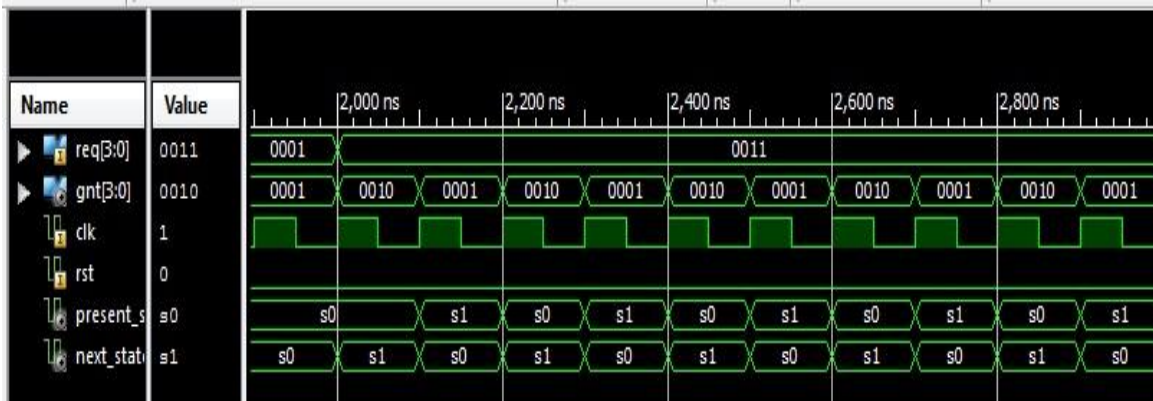 Name Value 2,000 ns 2,200 ns 2,400 ns 2,600 ns 2,800 ns
req[3:0] 0011 0001 0011
gnt[3:0] 0010 0001 0010 0001 0010 0001 0010 0001 0010 0001 0010 0001
clk 1
rst 0
present_s s0 s0 s1 s0 s1 s0 s1 s0 s1 s0 s1
next_stat s1 s0 s1 s0 s1 s0 s1 s0 s1 s0 s1 s0